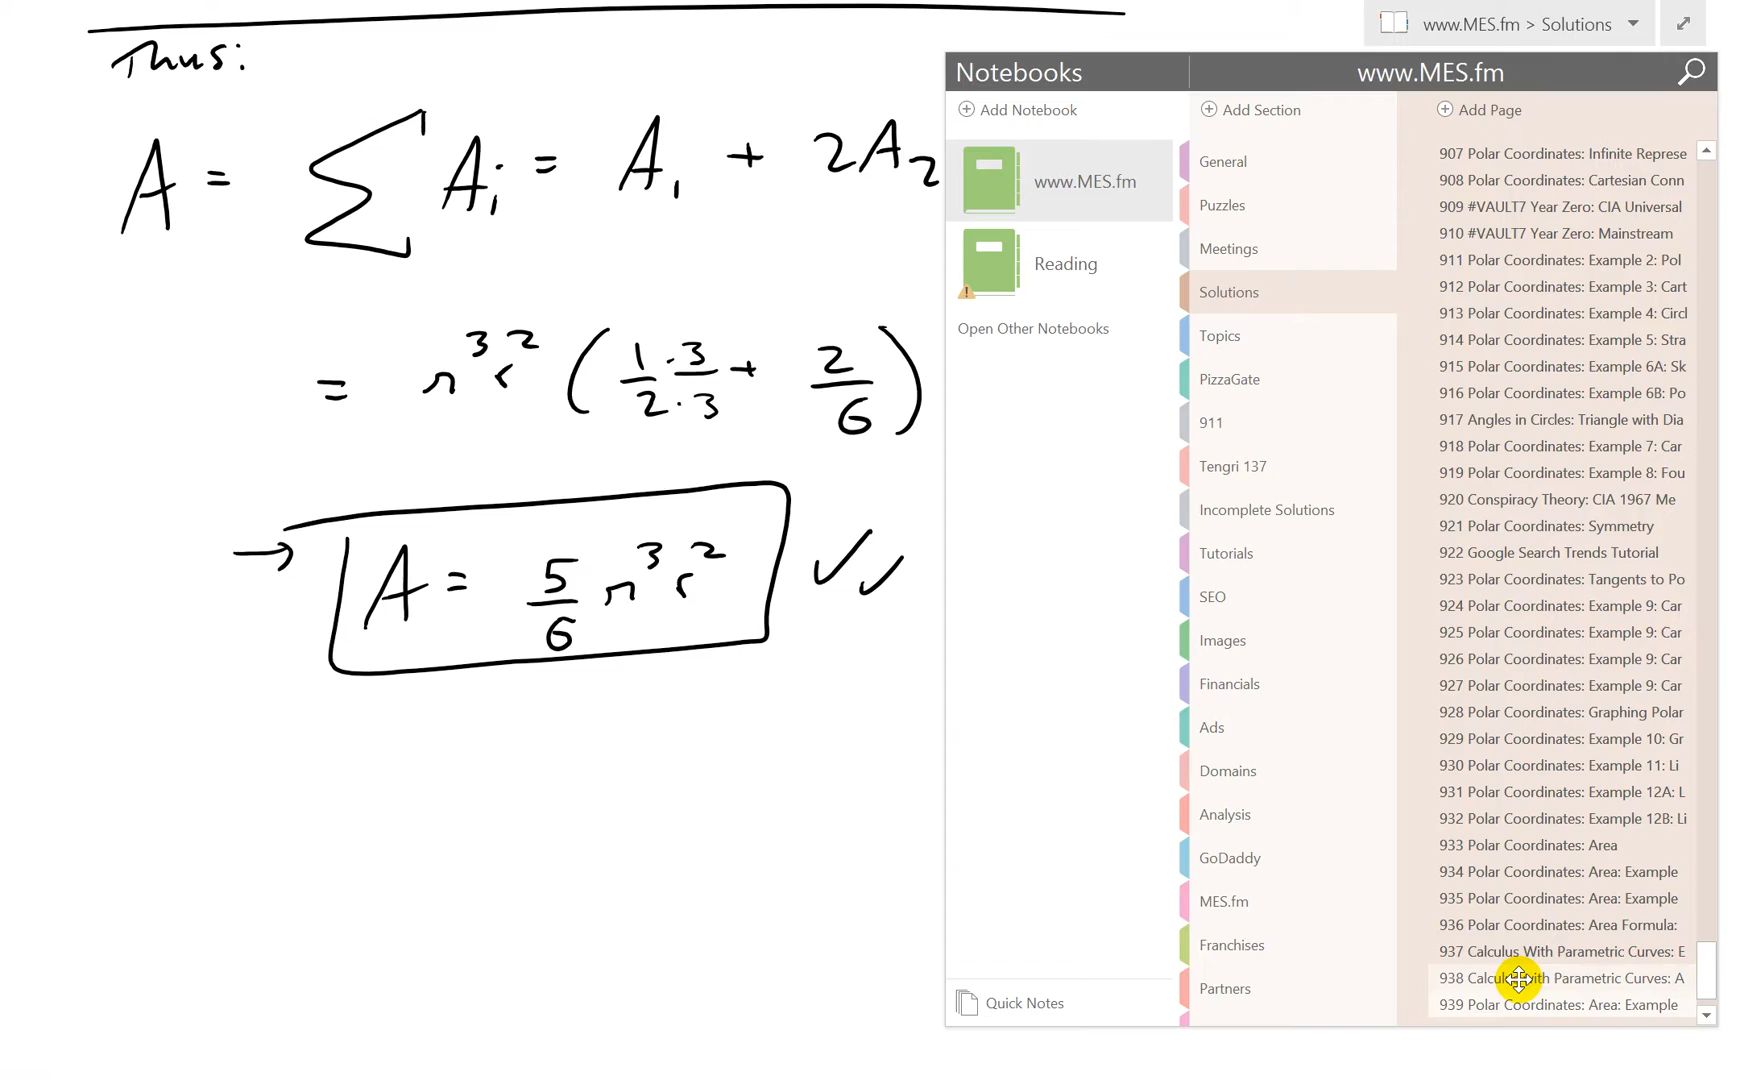 Thus:
A = ∑ Aᵢ = A₁ + 2A₂
= π³r² (1·3/2·3 + 2/6)
→ A = 5/6 π³r² ✓✓
www.MES.fm > Solutions
Notebooks
www.MES.fm
Add Notebook
www.MES.fm
Reading
Open Other Notebooks
Quick Notes
Add Section
General
Puzzles
Meetings
Solutions
Topics
PizzaGate
911
Tengri 137
Incomplete Solutions
Tutorials
SEO
Images
Financials
Ads
Domains
Analysis
GoDaddy
MES.fm
Franchises
Partners
Add Page
907 Polar Coordinates: Infinite Represe
908 Polar Coordinates: Cartesian Conn
909 #VAULT7 Year Zero: CIA Universal
910 #VAULT7 Year Zero: Mainstream
911 Polar Coordinates: Example 2: Pol
912 Polar Coordinates: Example 3: Cart
913 Polar Coordinates: Example 4: Circl
914 Polar Coordinates: Example 5: Stra
915 Polar Coordinates: Example 6A: Sk
916 Polar Coordinates: Example 6B: Po
917 Angles in Circles: Triangle with Dia
918 Polar Coordinates: Example 7: Car
919 Polar Coordinates: Example 8: Fou
920 Conspiracy Theory: CIA 1967 Me
921 Polar Coordinates: Symmetry
922 Google Search Trends Tutorial
923 Polar Coordinates: Tangents to Po
924 Polar Coordinates: Example 9: Car
925 Polar Coordinates: Example 9: Car
926 Polar Coordinates: Example 9: Car
927 Polar Coordinates: Example 9: Car
928 Polar Coordinates: Graphing Polar
929 Polar Coordinates: Example 10: Gr
930 Polar Coordinates: Example 11: Li
931 Polar Coordinates: Example 12A: L
932 Polar Coordinates: Example 12B: Li
933 Polar Coordinates: Area
934 Polar Coordinates: Area: Example
935 Polar Coordinates: Area: Example
936 Polar Coordinates: Area Formula:
937 Calculus With Parametric Curves: E
938 Calculus with Parametric Curves: A
939 Polar Coordinates: Area: Example